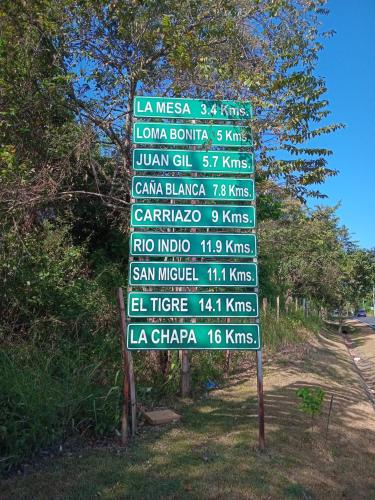 LA MESA 3.4 Kms.
LOMA BONITA 5 Kms.
JUAN GIL 5.7 Kms.
CAÑA BLANCA 7.8 Kms.
CARRIAZO 9 Kms.
RIO INDIO 11.9 Kms.
SAN MIGUEL 11.1 Kms.
EL TIGRE 14.1 Kms.
LA CHAPA 16 Kms.